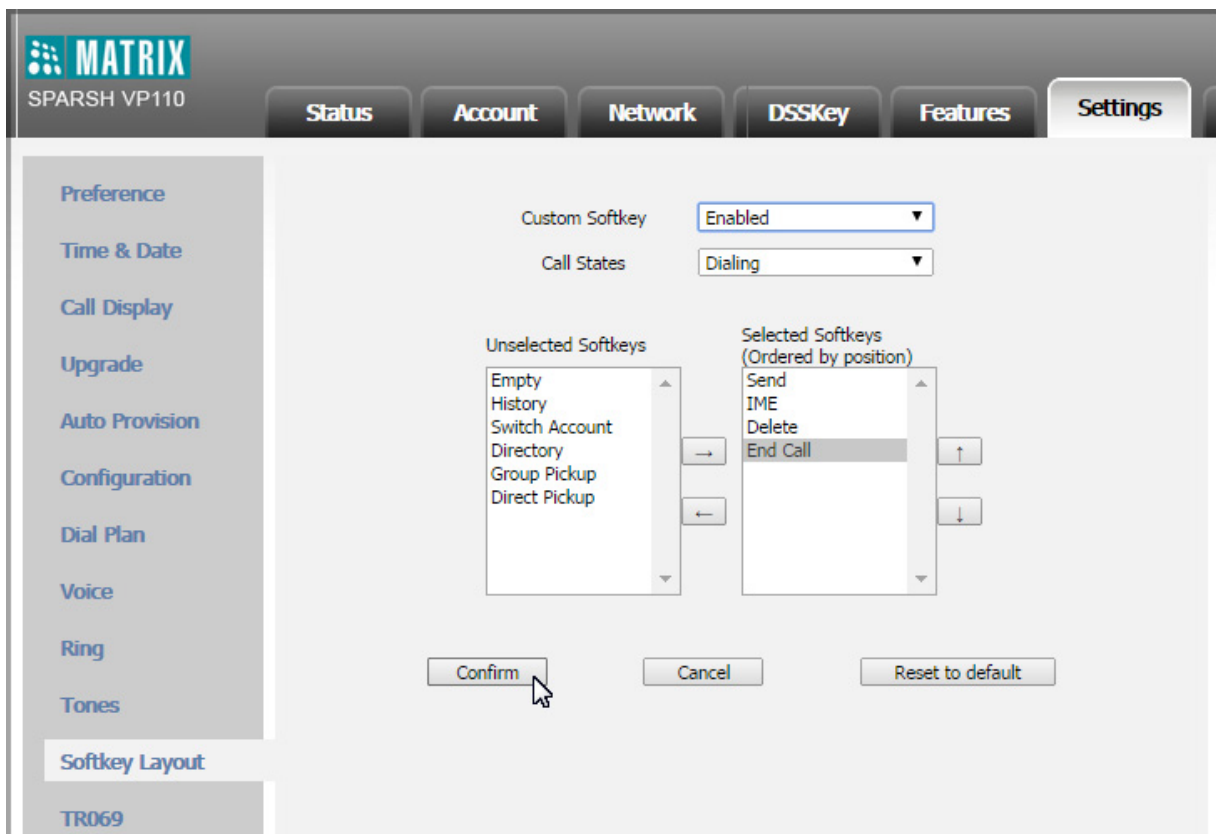 MATRIX
SPARSH VP110
Status
Account
Network
DSSKey
Features
Settings
Preference
Time & Date
Call Display
Upgrade
Auto Provision
Configuration
Dial Plan
Voice
Ring
Tones
Softkey Layout
TR069
Custom Softkey
Enabled
Call States
Dialing
Unselected Softkeys
Empty
History
Switch Account
Directory
Group Pickup
Direct Pickup
→
←
Selected Softkeys
(Ordered by position)
Send
IME
Delete
End Call
↑
↓
Confirm
Cancel
Reset to default